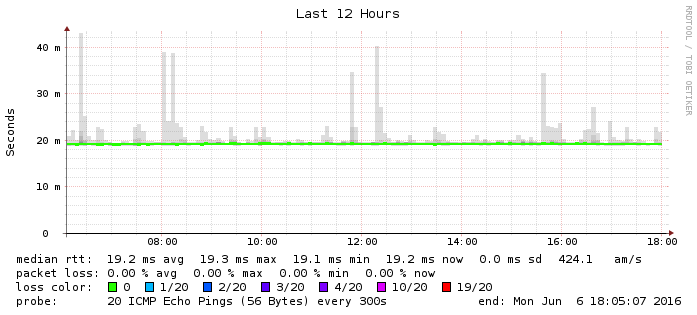 Last 12 Hours
RRDTOOL / TOBI OETIKER
Seconds
40 m
30 m
20 m
10 m
0
08:00 10:00 12:00 14:00 16:00 18:00
median rtt: 19.2 ms avg 19.3 ms max 19.1 ms min 19.2 ms now 0.0 ms sd 424.1 am/s
packet loss: 0.00 % avg 0.00 % max 0.00 % min 0.00 % now
loss color: 0 1/20 2/20 3/20 4/20 10/20 19/20
probe: 20 ICMP Echo Pings (56 Bytes) every 300s end: Mon Jun 6 18:05:07 2016